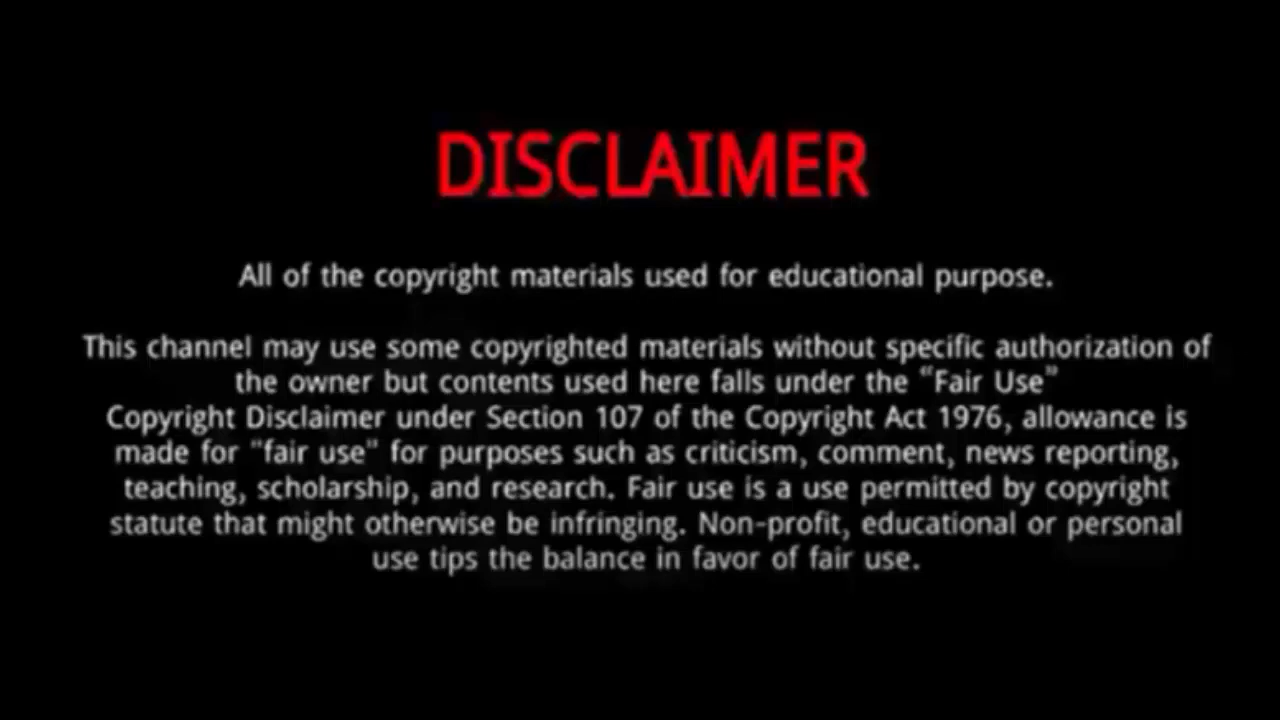 DISCLAIMER
All of the copyright materials used for educational purpose.
This channel may use some copyrighted materials without specific authorization of
the owner but contents used here falls under the “Fair Use”
Copyright Disclaimer under Section 107 of the Copyright Act 1976, allowance is
made for "fair use" for purposes such as criticism, comment, news reporting,
teaching, scholarship, and research. Fair use is a use permitted by copyright
statute that might otherwise be infringing. Non-profit, educational or personal
use tips the balance in favor of fair use.